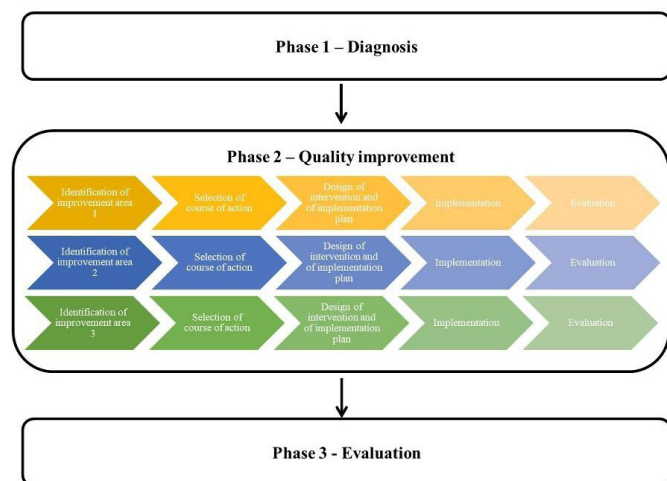 Phase 1 – Diagnosis
Phase 2 – Quality improvement
Identification of
improvement area
1
Selection of
course of action
Design of
intervention and
of implementation
plan
Implementation
Evaluation
Identification of
improvement area
2
Selection of
course of action
Design of
intervention and
of implementation
plan
Implementation
Evaluation
Identification of
improvement area
3
Selection of
course of action
Design of
intervention and
of implementation
plan
Implementation
Evaluation
Phase 3 - Evaluation